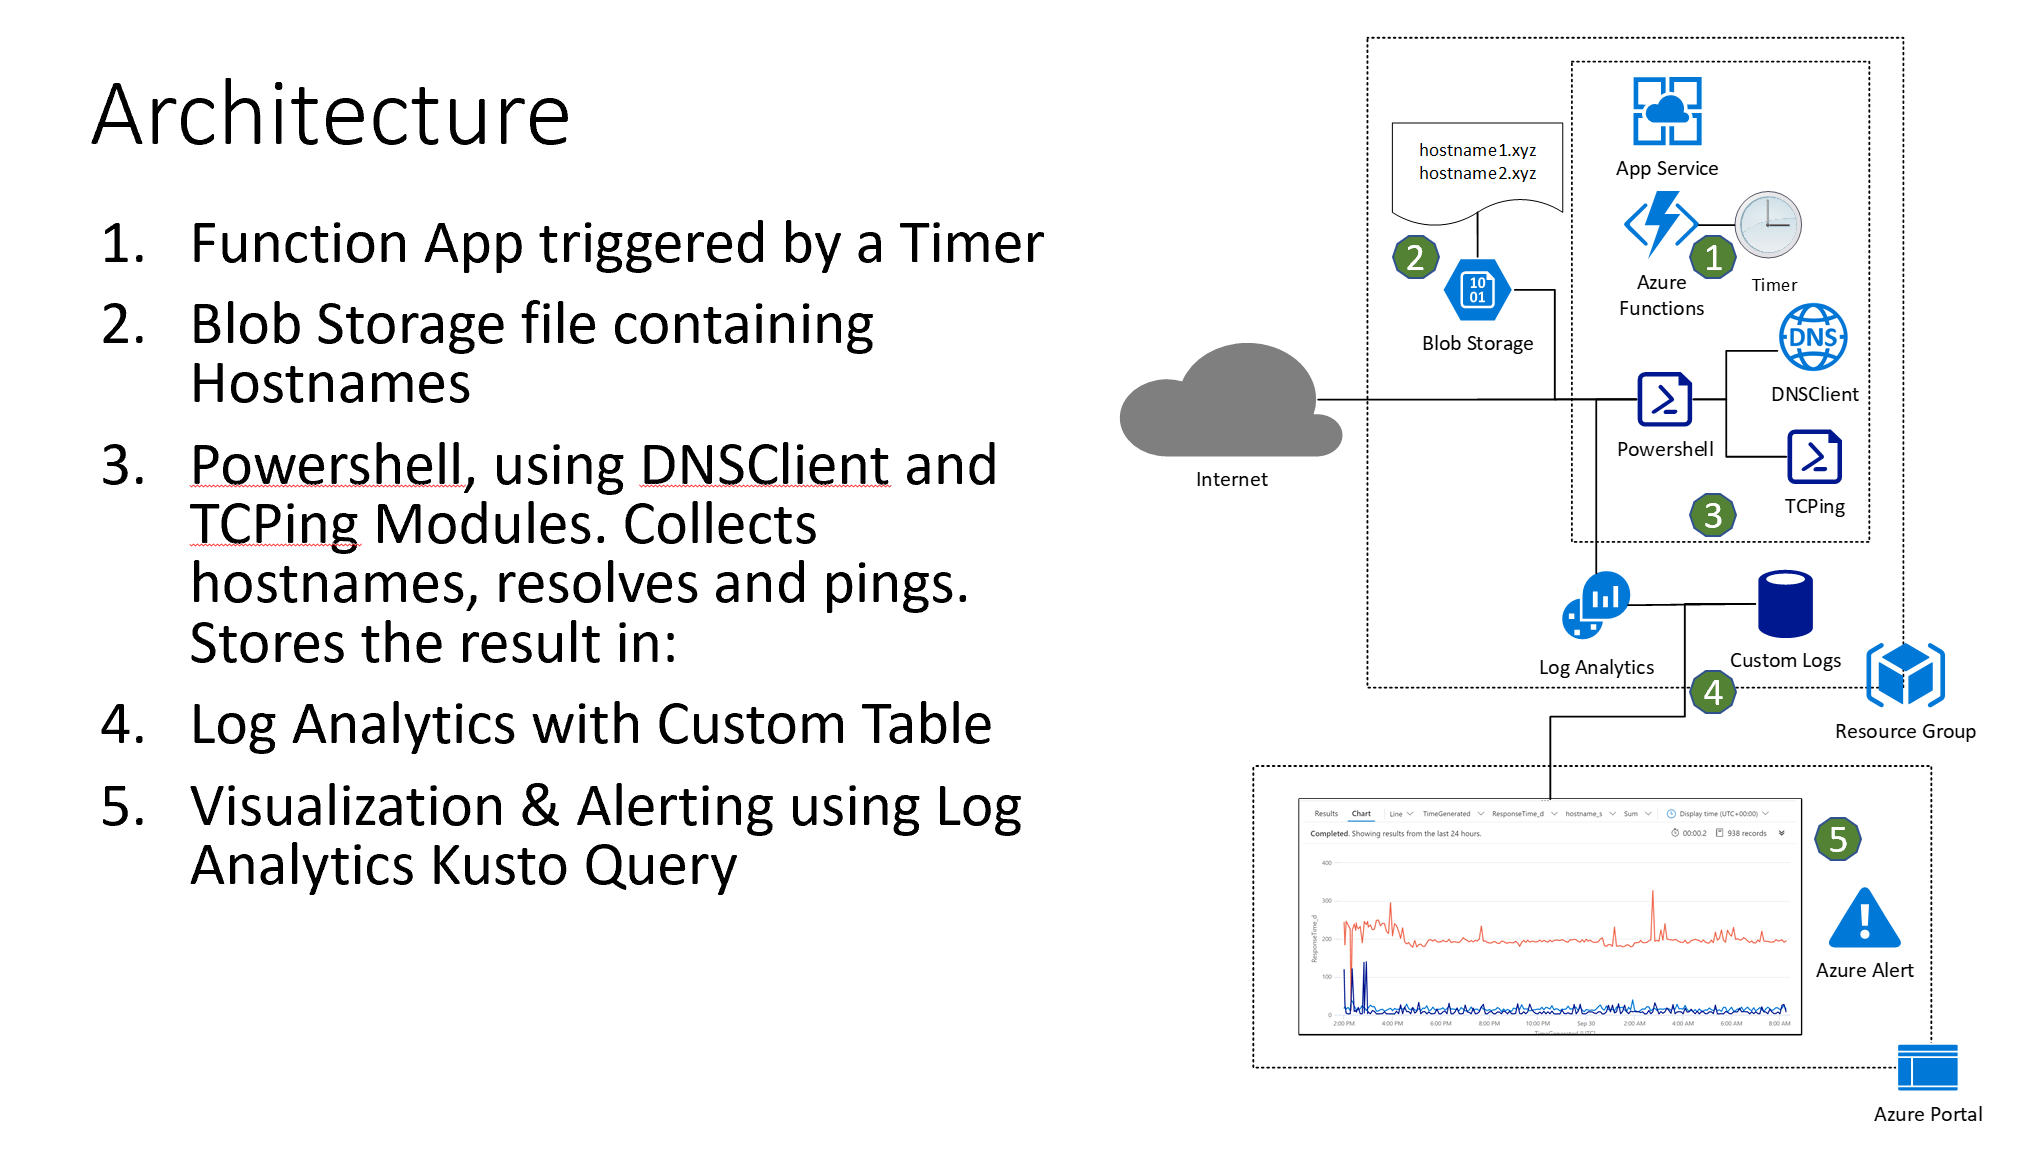 Architecture
1. Function App triggered by a Timer
2. Blob Storage file containing
Hostnames
3. Powershell, using DNSClient and
TCPing Modules. Collects
hostnames, resolves and pings.
Stores the result in:
4. Log Analytics with Custom Table
5. Visualization & Alerting using Log
Analytics Kusto Query
hostname1.xyz
hostname2.xyz
2
10
01
Blob Storage
App Service
1
Azure
Functions
Timer
DNS
DNSClient
Powershell
TCPing
3
Internet
Log Analytics
Custom Logs
4
Resource Group
Results Chart Line TimeGenerated ResponseTime_d hostname_s Sum Display time (UTC+00:00)
Completed. Showing results from the last 24 hours. 00:00.2 938 records
400
300
200
100
0
ResponseTime_d
2:00 PM 4:00 PM 6:00 PM 8:00 PM 10:00 PM Sep 30 2:00 AM 4:00 AM 6:00 AM 8:00 AM
TimeGenerated [UTC]
5
Azure Alert
Azure Portal